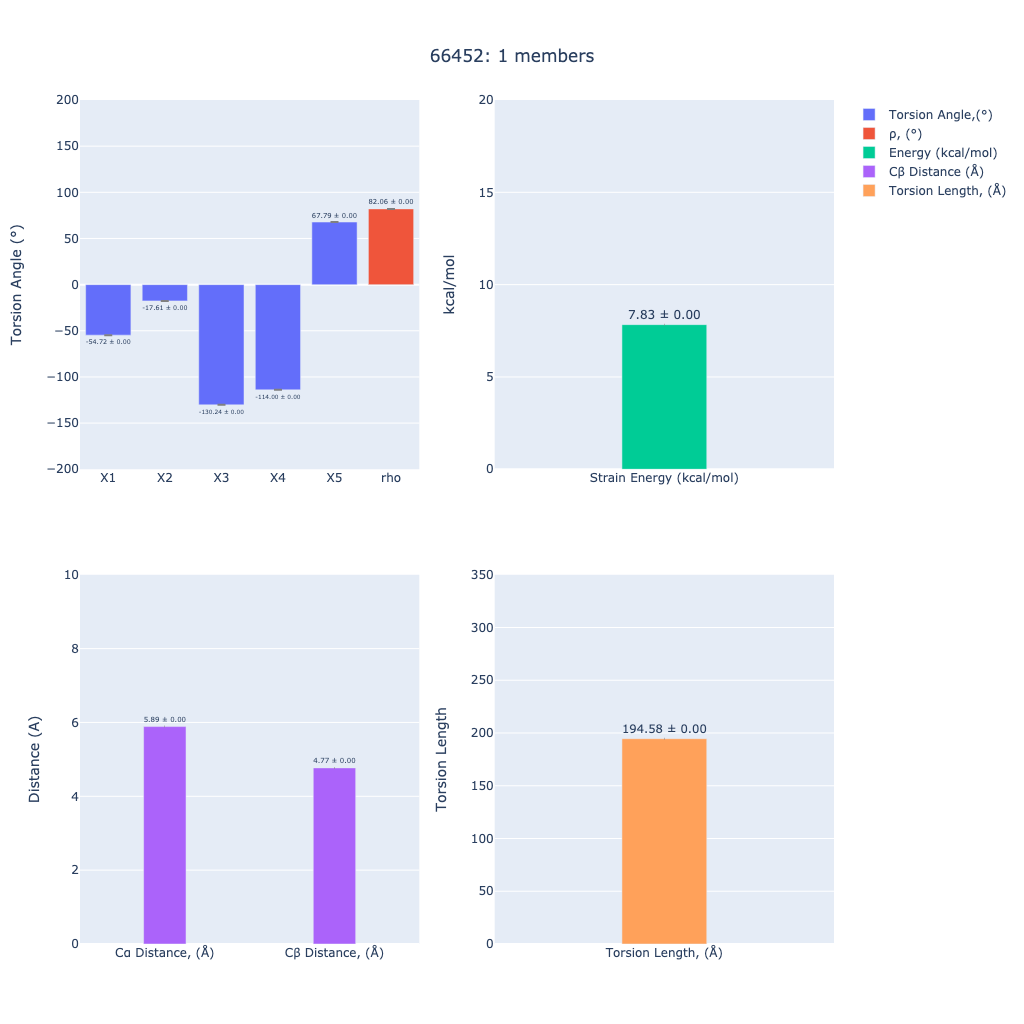 66452: 1 members
Torsion Angle (°)
200
150
100
50
0
−50
−100
−150
−200
-54.72 ± 0.00
-17.61 ± 0.00
-130.24 ± 0.00
-114.00 ± 0.00
67.79 ± 0.00
82.06 ± 0.00
X1 X2 X3 X4 X5 rho
kcal/mol
20
15
10
5
0
7.83 ± 0.00
Strain Energy (kcal/mol)
Torsion Angle,(°)
ρ, (°)
Energy (kcal/mol)
Cβ Distance (Å)
Torsion Length, (Å)
Distance (A)
10
8
6
4
2
0
5.89 ± 0.00
4.77 ± 0.00
Cα Distance, (Å) Cβ Distance, (Å)
Torsion Length
350
300
250
200
150
100
50
0
194.58 ± 0.00
Torsion Length, (Å)